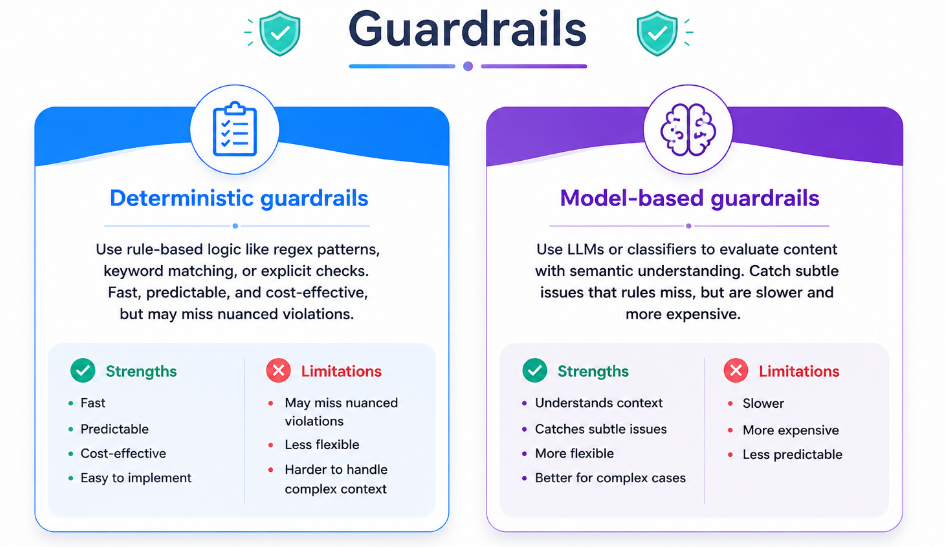 Guardrails
Deterministic guardrails
Use rule-based logic like regex patterns,
keyword matching, or explicit checks.
Fast, predictable, and cost-effective,
but may miss nuanced violations.
Strengths
Fast
Predictable
Cost-effective
Easy to implement
Limitations
May miss nuanced
violations
Less flexible
Harder to handle
complex context
Model-based guardrails
Use LLMs or classifiers to evaluate content
with semantic understanding. Catch subtle
issues that rules miss, but are slower and
more expensive.
Strengths
Understands context
Catches subtle issues
More flexible
Better for complex cases
Limitations
Slower
More expensive
Less predictable